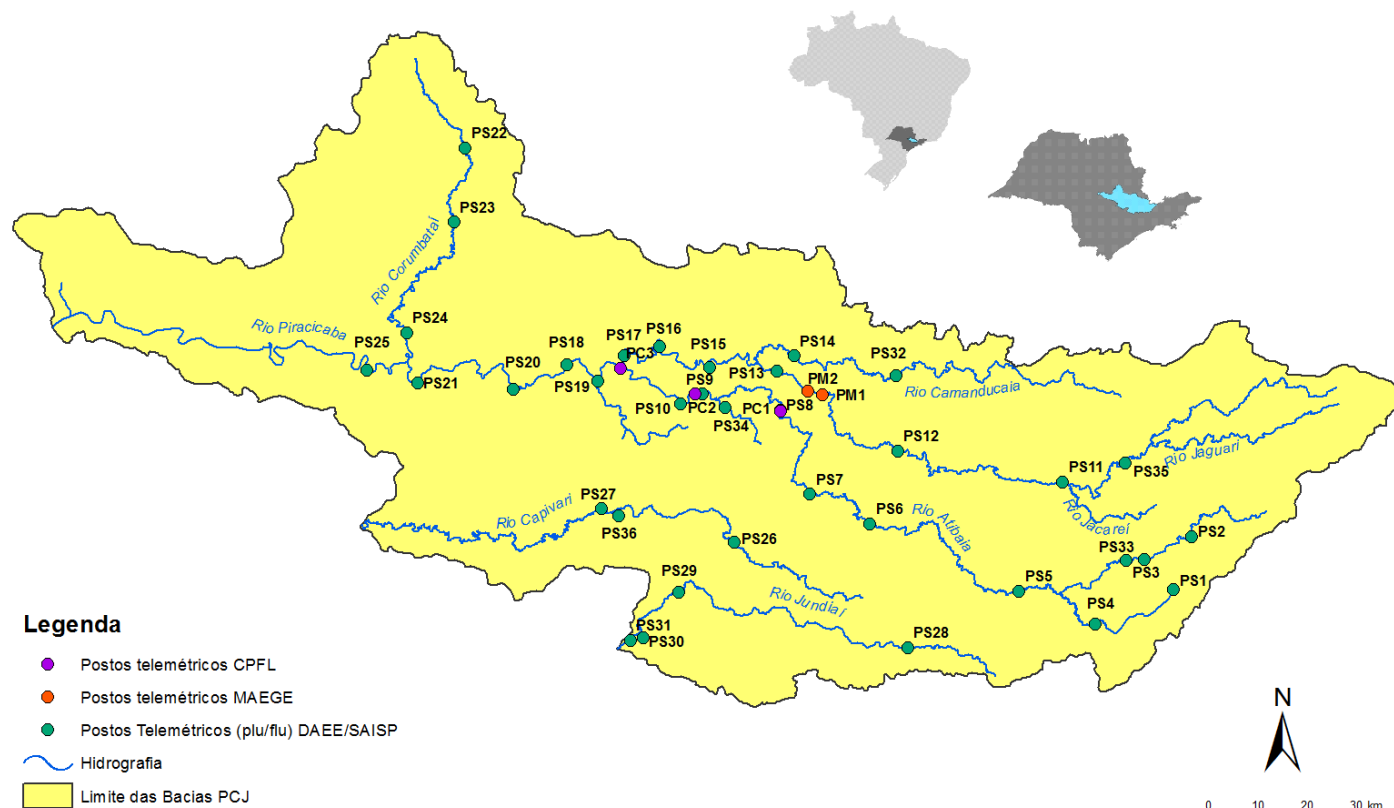 PS22
PS23
Rio Corumbataí
PS24
Rio Piracicaba
PS25
PS21
PS20
PS18
PS19
PS17
PC3
PS16
PS15
PS14
PS13
PS32
Rio Camanducaia
PM2
PM1
PS9
PS10
PC2
PS34
PC1
PS8
PS12
PS11
PS35
Rio Jaguari
Rio Jacareí
PS7
PS6
Rio Atibaia
PS27
Rio Capivari
PS36
PS26
PS2
PS33
PS3
PS1
PS5
PS4
PS29
Rio Jundiaí
PS28
PS31
PS30
Legenda
Postos telemétricos CPFL
Postos telemétricos MAEGE
Postos Telemétricos (plu/flu) DAEE/SAISP
Hidrografia
Limite das Bacias PCJ
N
0 10 20 30 km